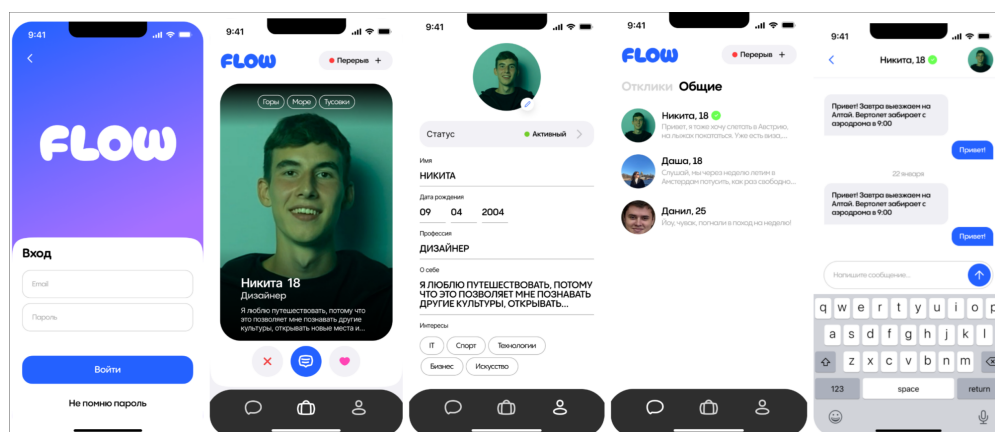 9:41
FLOW
Вход
Email
Пароль
Войти
Не помню пароль
9:41
FLOW
Перерыв +
Горы
Море
Тусовки
Никита 18
Дизайнер
Я люблю путешествовать, потому что
это позволяет мне познавать другие
культуры, открывать новые места и...
9:41
Статус
Активный
Имя
НИКИТА
Дата рождения
09 04 2004
Профессия
ДИЗАЙНЕР
О себе
Я ЛЮБЛЮ ПУТЕШЕСТВОВАТЬ, ПОТОМУ
ЧТО ЭТО ПОЗВОЛЯЕТ МНЕ ПОЗНАВАТЬ
ДРУГИЕ КУЛЬТУРЫ, ОТКРЫВАТЬ...
Интересы
IT
Спорт
Технологии
Бизнес
Искусство
9:41
FLOW
Перерыв +
Отклики Общие
Никита, 18
Привет, я тоже хочу слетать в Австрию,
на лыжах покататься. Уже есть виза,...
Даша, 18
Слушай, мы через неделю летим в
Амстердам потусить, как раз свободно...
Данил, 25
Йоу, чувак, погнали в поход на неделю!
9:41
Никита, 18
Привет! Завтра выезжаем на
Алтай. Вертолет забирает с
аэродрома в 9:00
Привет!
22 января
Привет! Завтра выезжаем на
Алтай. Вертолет забирает с
аэродрома в 9:00
Привет!
Напишите сообщение...
q w e r t y u i o p
a s d f g h j k l
z x c v b n m
123 space return